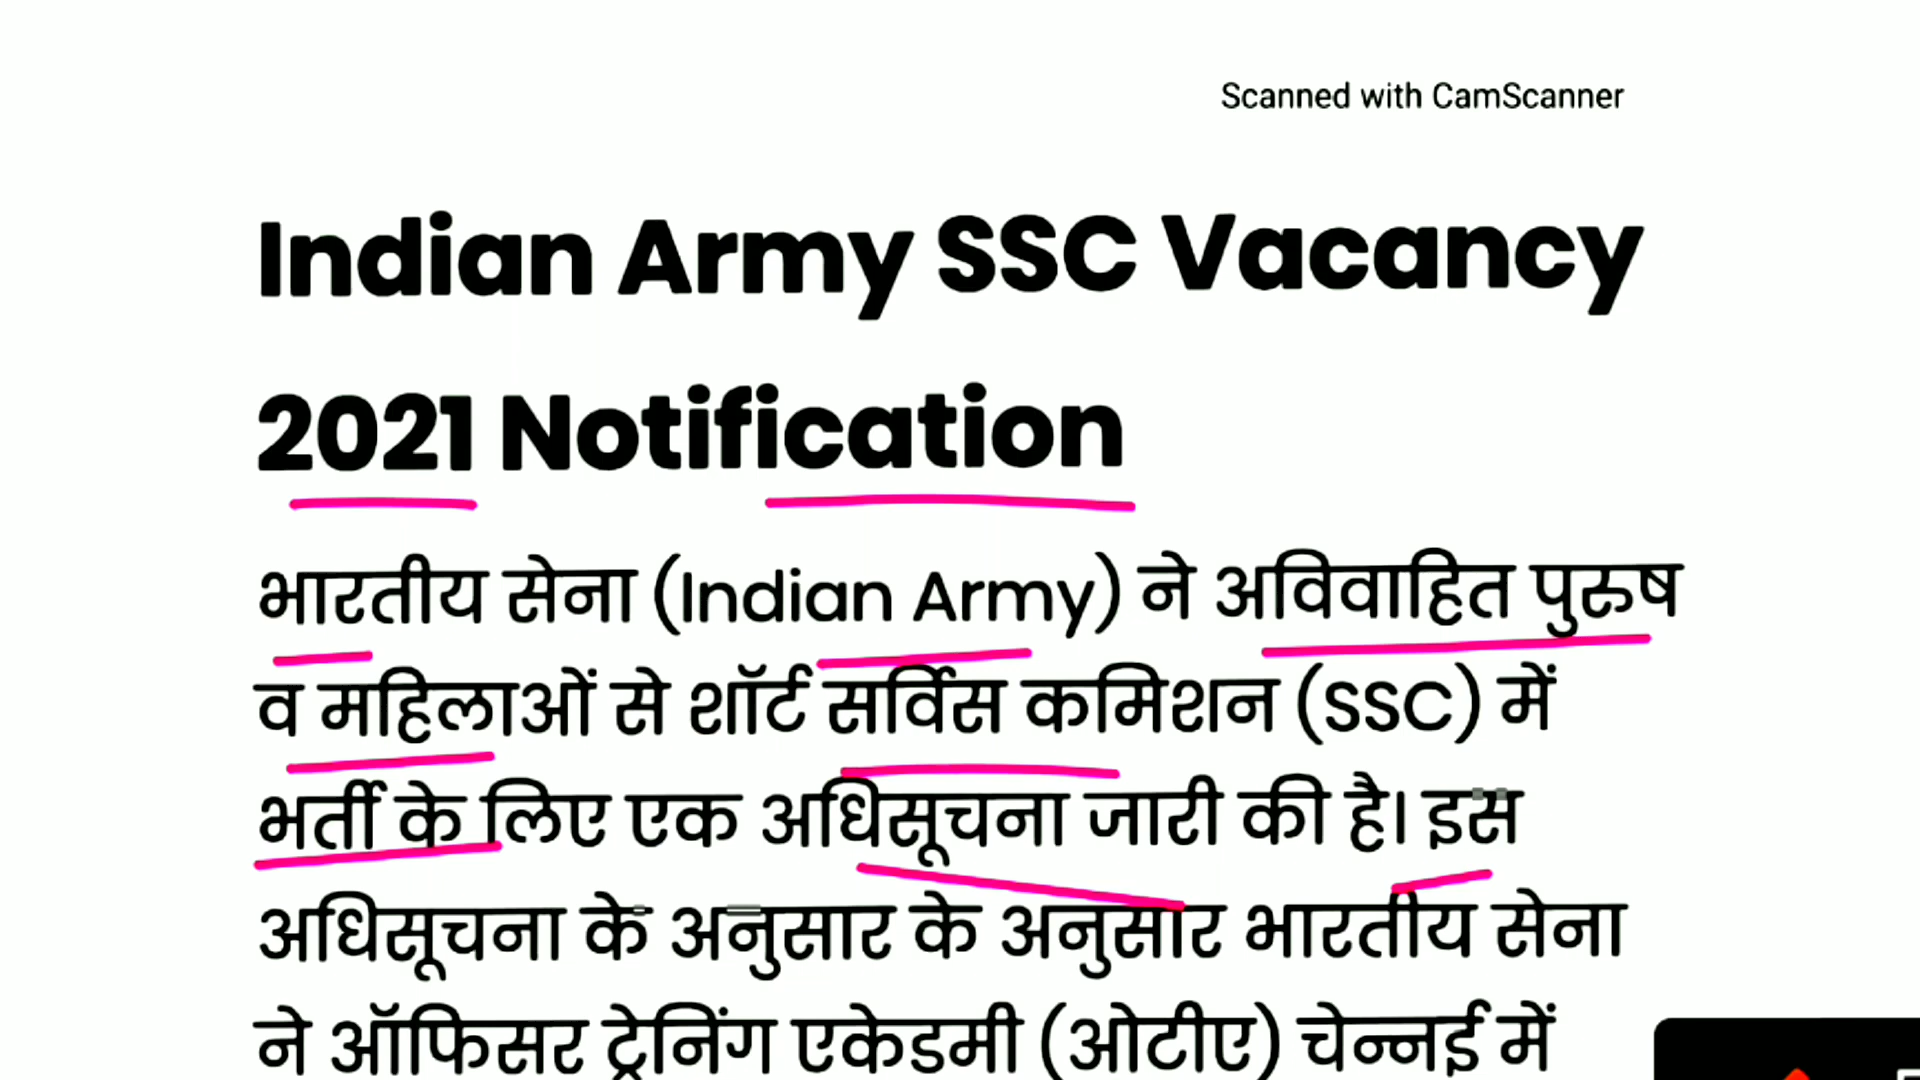 Scanned with CamScanner
Indian Army SSC Vacancy
2021 Notification
भारतीय सेना (Indian Army) ने अविवाहित पुरुष
व महिलाओं से शॉर्ट सर्विस कमिशन (SSC) में
भर्ती के लिए एक अधिसूचना जारी की है। इस
अधिसूचना के अनुसार के अनुसार भारतीय सेना
ने ऑफिसर ट्रेनिंग एकेडमी (ओटीए) चेन्नई में